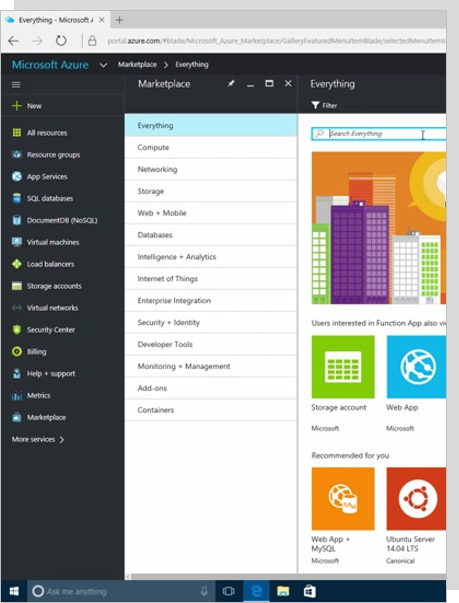 Everything - Microsoft A
portal.azure.com/#blade/Microsoft_Azure_Marketplace/GalleryFeaturedMenuItemBlade/selectedMenuItemId
Microsoft Azure
Marketplace > Everything
Marketplace
Everything
New
Filter
Search Everything
All resources
Resource groups
App Services
SQL databases
DocumentDB (NoSQL)
Virtual machines
Load balancers
Storage accounts
Virtual networks
Security Center
Billing
Help + support
Metrics
Marketplace
More services >
Everything
Compute
Networking
Storage
Web + Mobile
Databases
Intelligence + Analytics
Internet of Things
Enterprise Integration
Security + Identity
Developer Tools
Monitoring + Management
Add-ons
Containers
Users interested in Function App also vi
Storage account
Web App
Microsoft
Microsoft
Recommended for you
My
Web App +
MySQL
Microsoft
Ubuntu Server
14.04 LTS
Canonical
Ask me anything